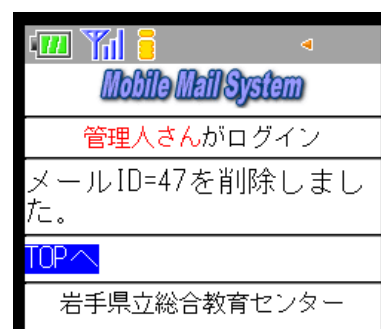 Mobile Mail System
管理人さんがログイン
メールID=47を削除しまし
た。
TOPへ
岩手県立総合教育センター